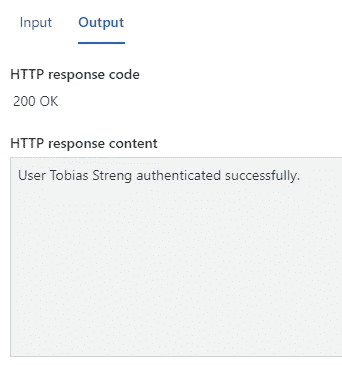 Input Output
HTTP response code
200 OK
HTTP response content
User Tobias Streng authenticated successfully.